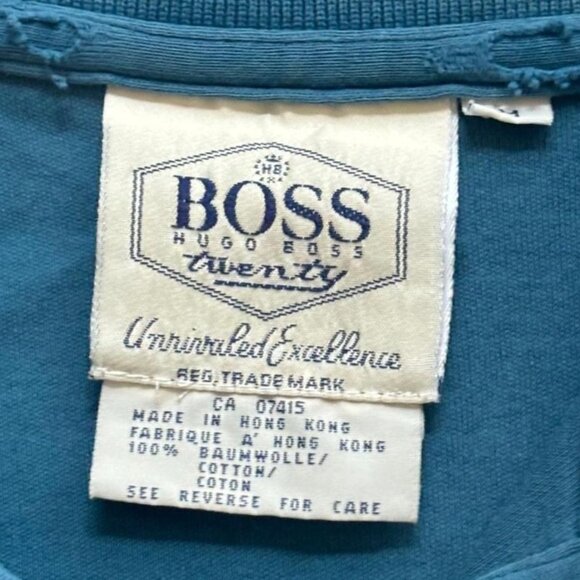 HB
BOSS
HUGO BOSS
twenty
Unrivaled Excellence
REG. TRADE MARK
CA 07415
MADE IN HONG KONG
FABRIQUE A' HONG KONG
100% BAUMWOLLE/
COTTON/
COTON
SEE REVERSE FOR CARE